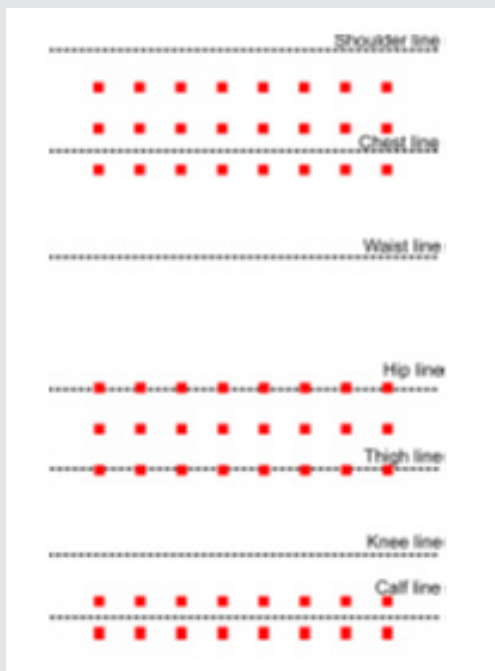 Shoulder line
Chest line
Waist line
Hip line
Thigh line
Knee line
Calf line